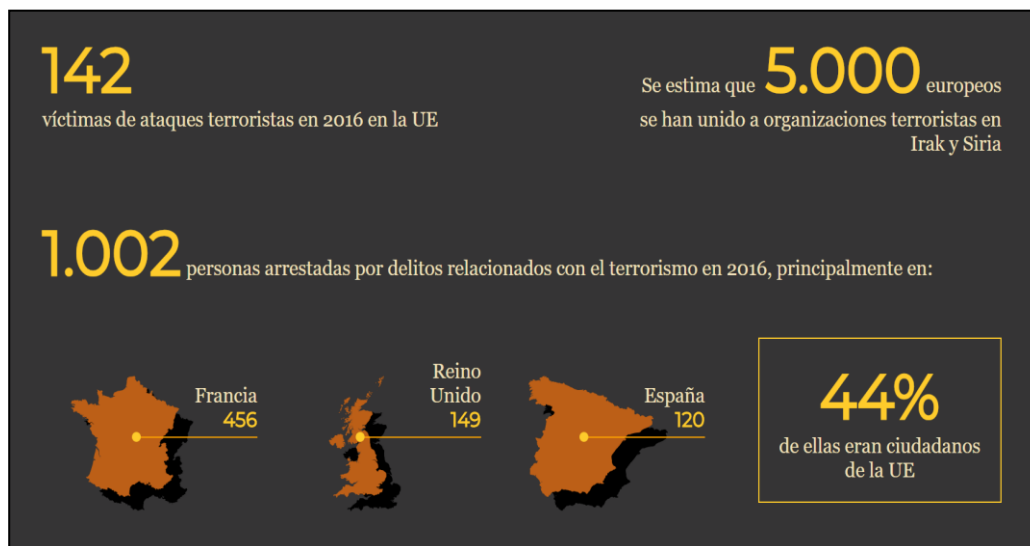 142
víctimas de ataques terroristas en 2016 en la UE
Se estima que 5.000 europeos
se han unido a organizaciones terroristas en
Irak y Siria
1.002 personas arrestadas por delitos relacionados con el terrorismo en 2016, principalmente en:
Francia
456
Reino
Unido
149
España
120
44%
de ellas eran ciudadanos
de la UE